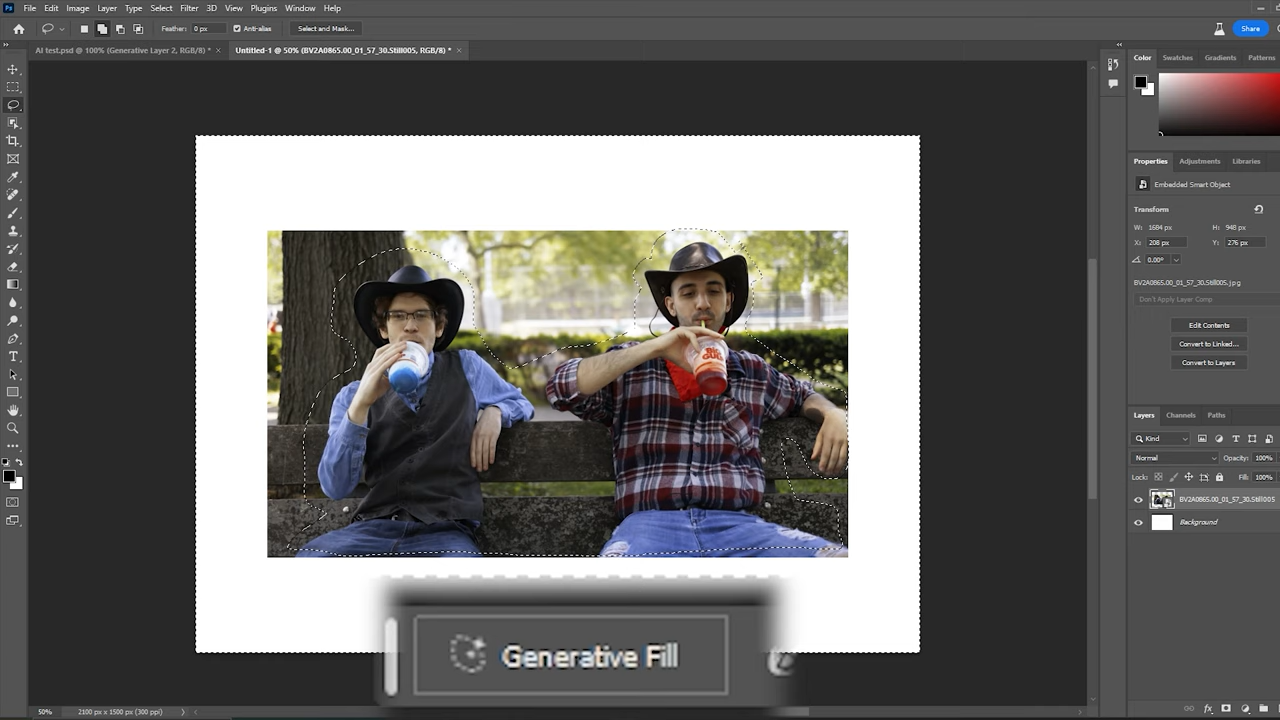 Ps File Edit Image Layer Type Select Filter 3D View Plugins Window Help
Feather: 0 px Anti-alias Select and Mask... Share
AI test.psd @ 100% (Generative Layer 2, RGB/8) * × Untitled-1 @ 50% (BV2A0865.00_01_57_30.Still005, RGB/8) * ×
Color Swatches Gradients Patterns
Properties Adjustments Libraries
Embedded Smart Object
Transform
W: 1684 px H: 948 px
X: 208 px Y: 276 px
0.00°
BV2A0865.00_01_57_30.Still005.jpg
Don't Apply Layer Comp
Edit Contents
Convert to Linked...
Convert to Layers
Layers Channels Paths
Kind
Normal Opacity: 100%
Lock: Fill: 100%
BV2A0865.00_01_57_30.Still005
Background
Generative Fill
50% 2100 px x 1500 px (300 ppi)
fx